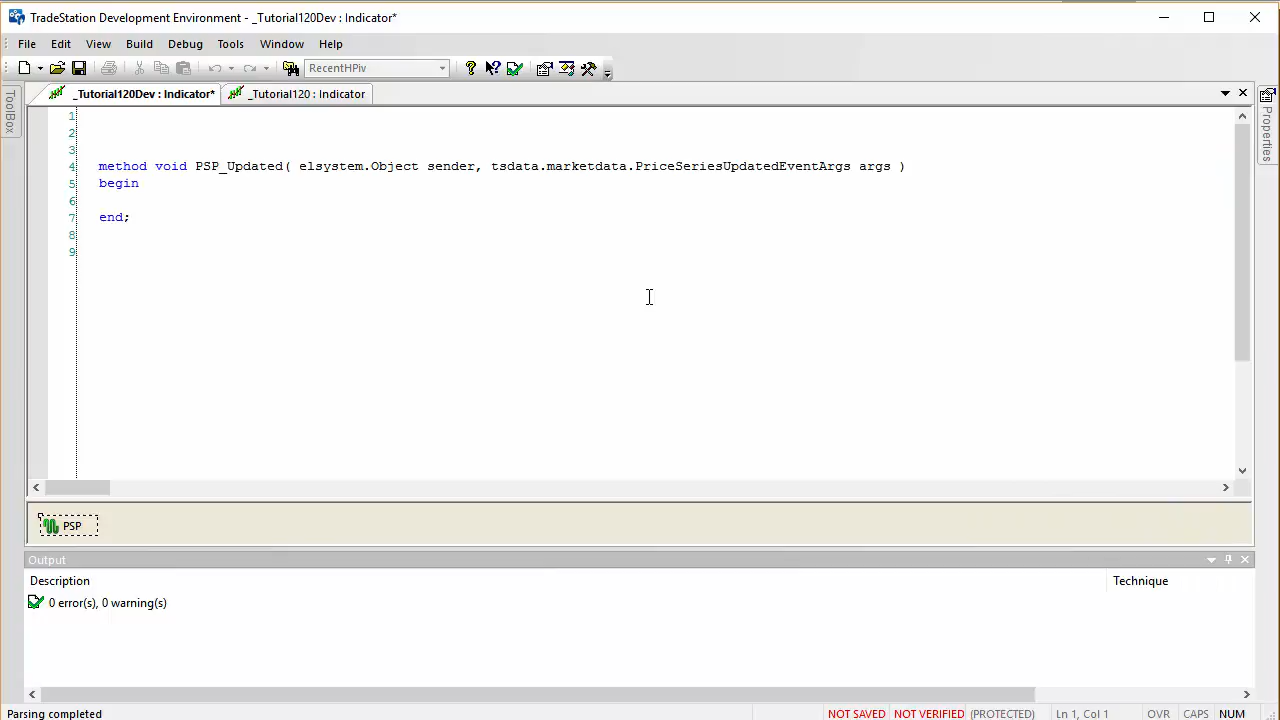 TradeStation Development Environment - _Tutorial120Dev : Indicator*
File Edit View Build Debug Tools Window Help
RecentHPiv
_Tutorial120Dev : Indicator* _Tutorial120 : Indicator
ToolBox
Properties
1
2
3
4 method void PSP_Updated( elsystem.Object sender, tsdata.marketdata.PriceSeriesUpdatedEventArgs args )
5 begin
6
7 end;
8
9
PSP
Output
Description Technique
0 error(s), 0 warning(s)
Parsing completed NOT SAVED NOT VERIFIED (PROTECTED) Ln 1, Col 1 OVR CAPS NUM